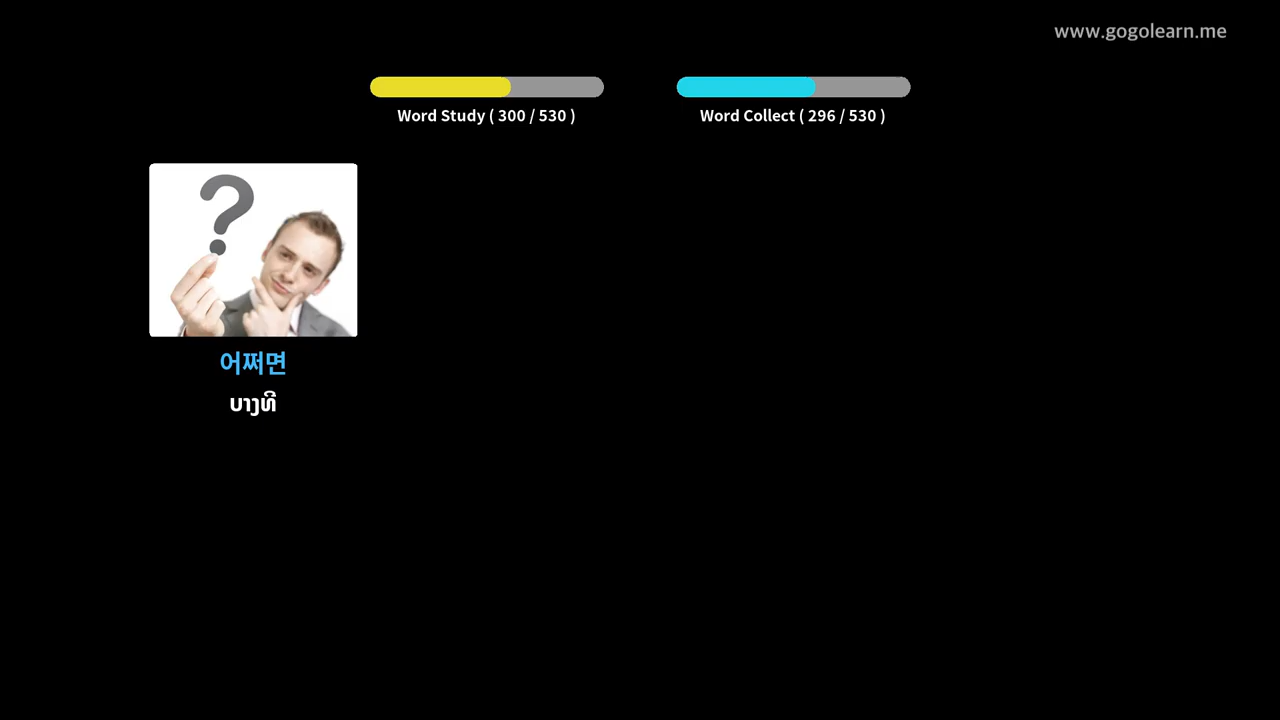 www.gogolearn.me
Word Study ( 300 / 530 )
Word Collect ( 296 / 530 )
?
어쩌면
ບາງທີ